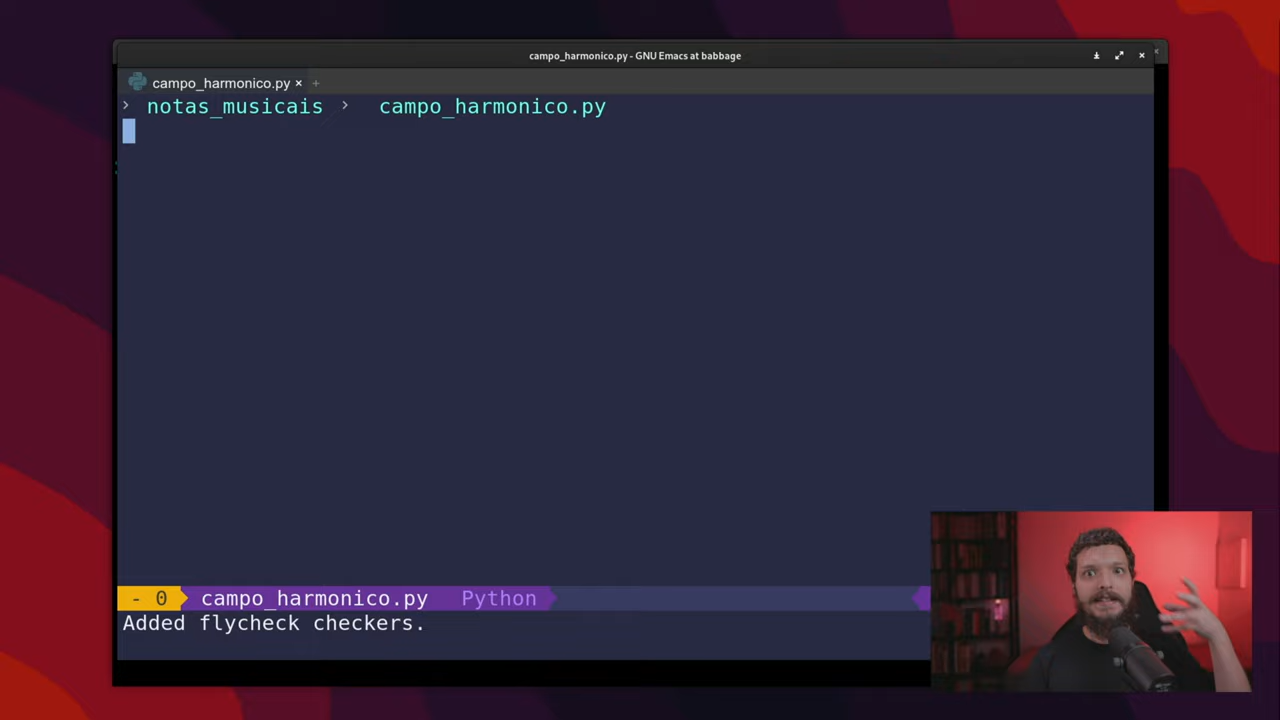 campo_harmonico.py - GNU Emacs at babbage
campo_harmonico.py × +
› notas_musicais › campo_harmonico.py
- 0 campo_harmonico.py Python
Added flycheck checkers.